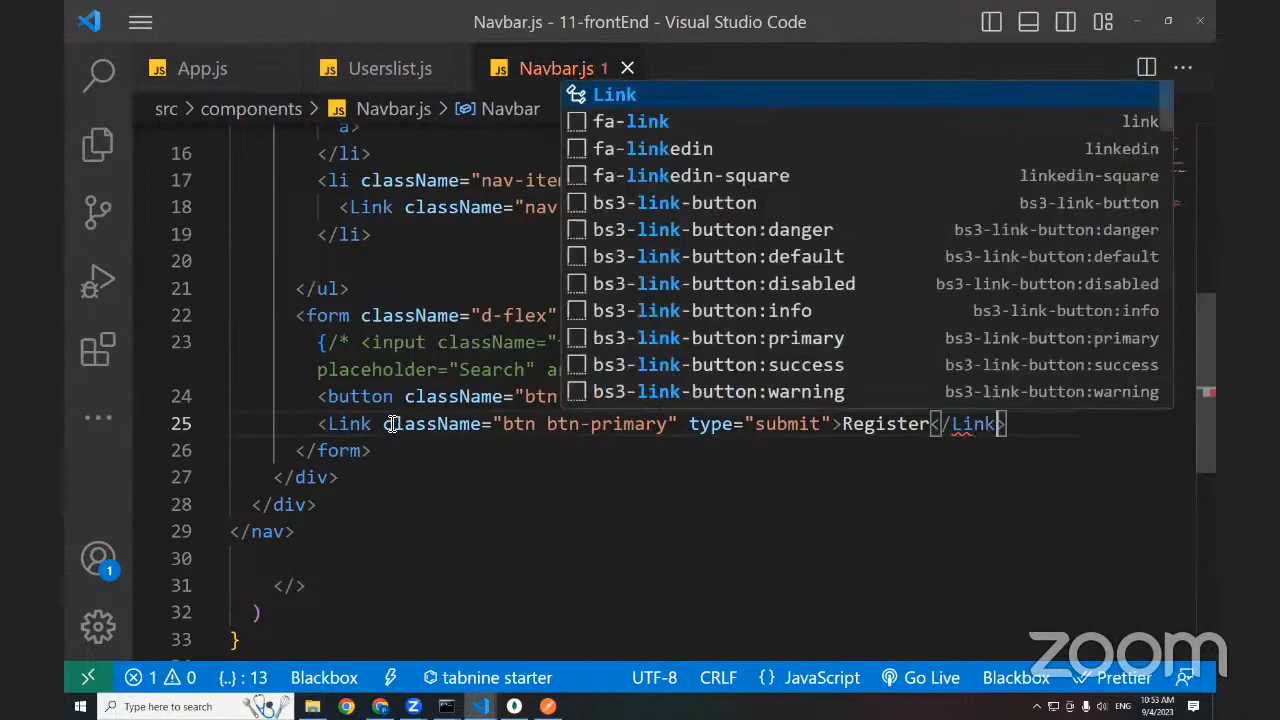 Navbar.js - 11-frontEnd - Visual Studio Code
JS App.js JS Userslist.js JS Navbar.js 1
src > components > JS Navbar.js > Navbar
Link
fa-link link
fa-linkedin linkedin
fa-linkedin-square linkedin-square
bs3-link-button bs3-link-button
bs3-link-button:danger bs3-link-button:danger
bs3-link-button:default bs3-link-button:default
bs3-link-button:disabled bs3-link-button:disabled
bs3-link-button:info bs3-link-button:info
bs3-link-button:primary bs3-link-button:primary
bs3-link-button:success bs3-link-button:success
bs3-link-button:warning bs3-link-button:warning
a>
16 </li>
17 <li className="nav-item
18 <Link className="nav
19 </li>
20
21 </ul>
22 <form className="d-flex"
23 {/* <input className="
placeholder="Search" ar
24 <button className="btn
25 <Link className="btn btn-primary" type="submit">Register</Link>
26 </form>
27 </div>
28 </div>
29 </nav>
30
31 </>
32 )
33 }
zoom
1
1 0 {..} : 13 Blackbox tabnine starter UTF-8 CRLF {} JavaScript Go Live Blackbox Prettier
Type here to search
10:53 AM
9/4/2023